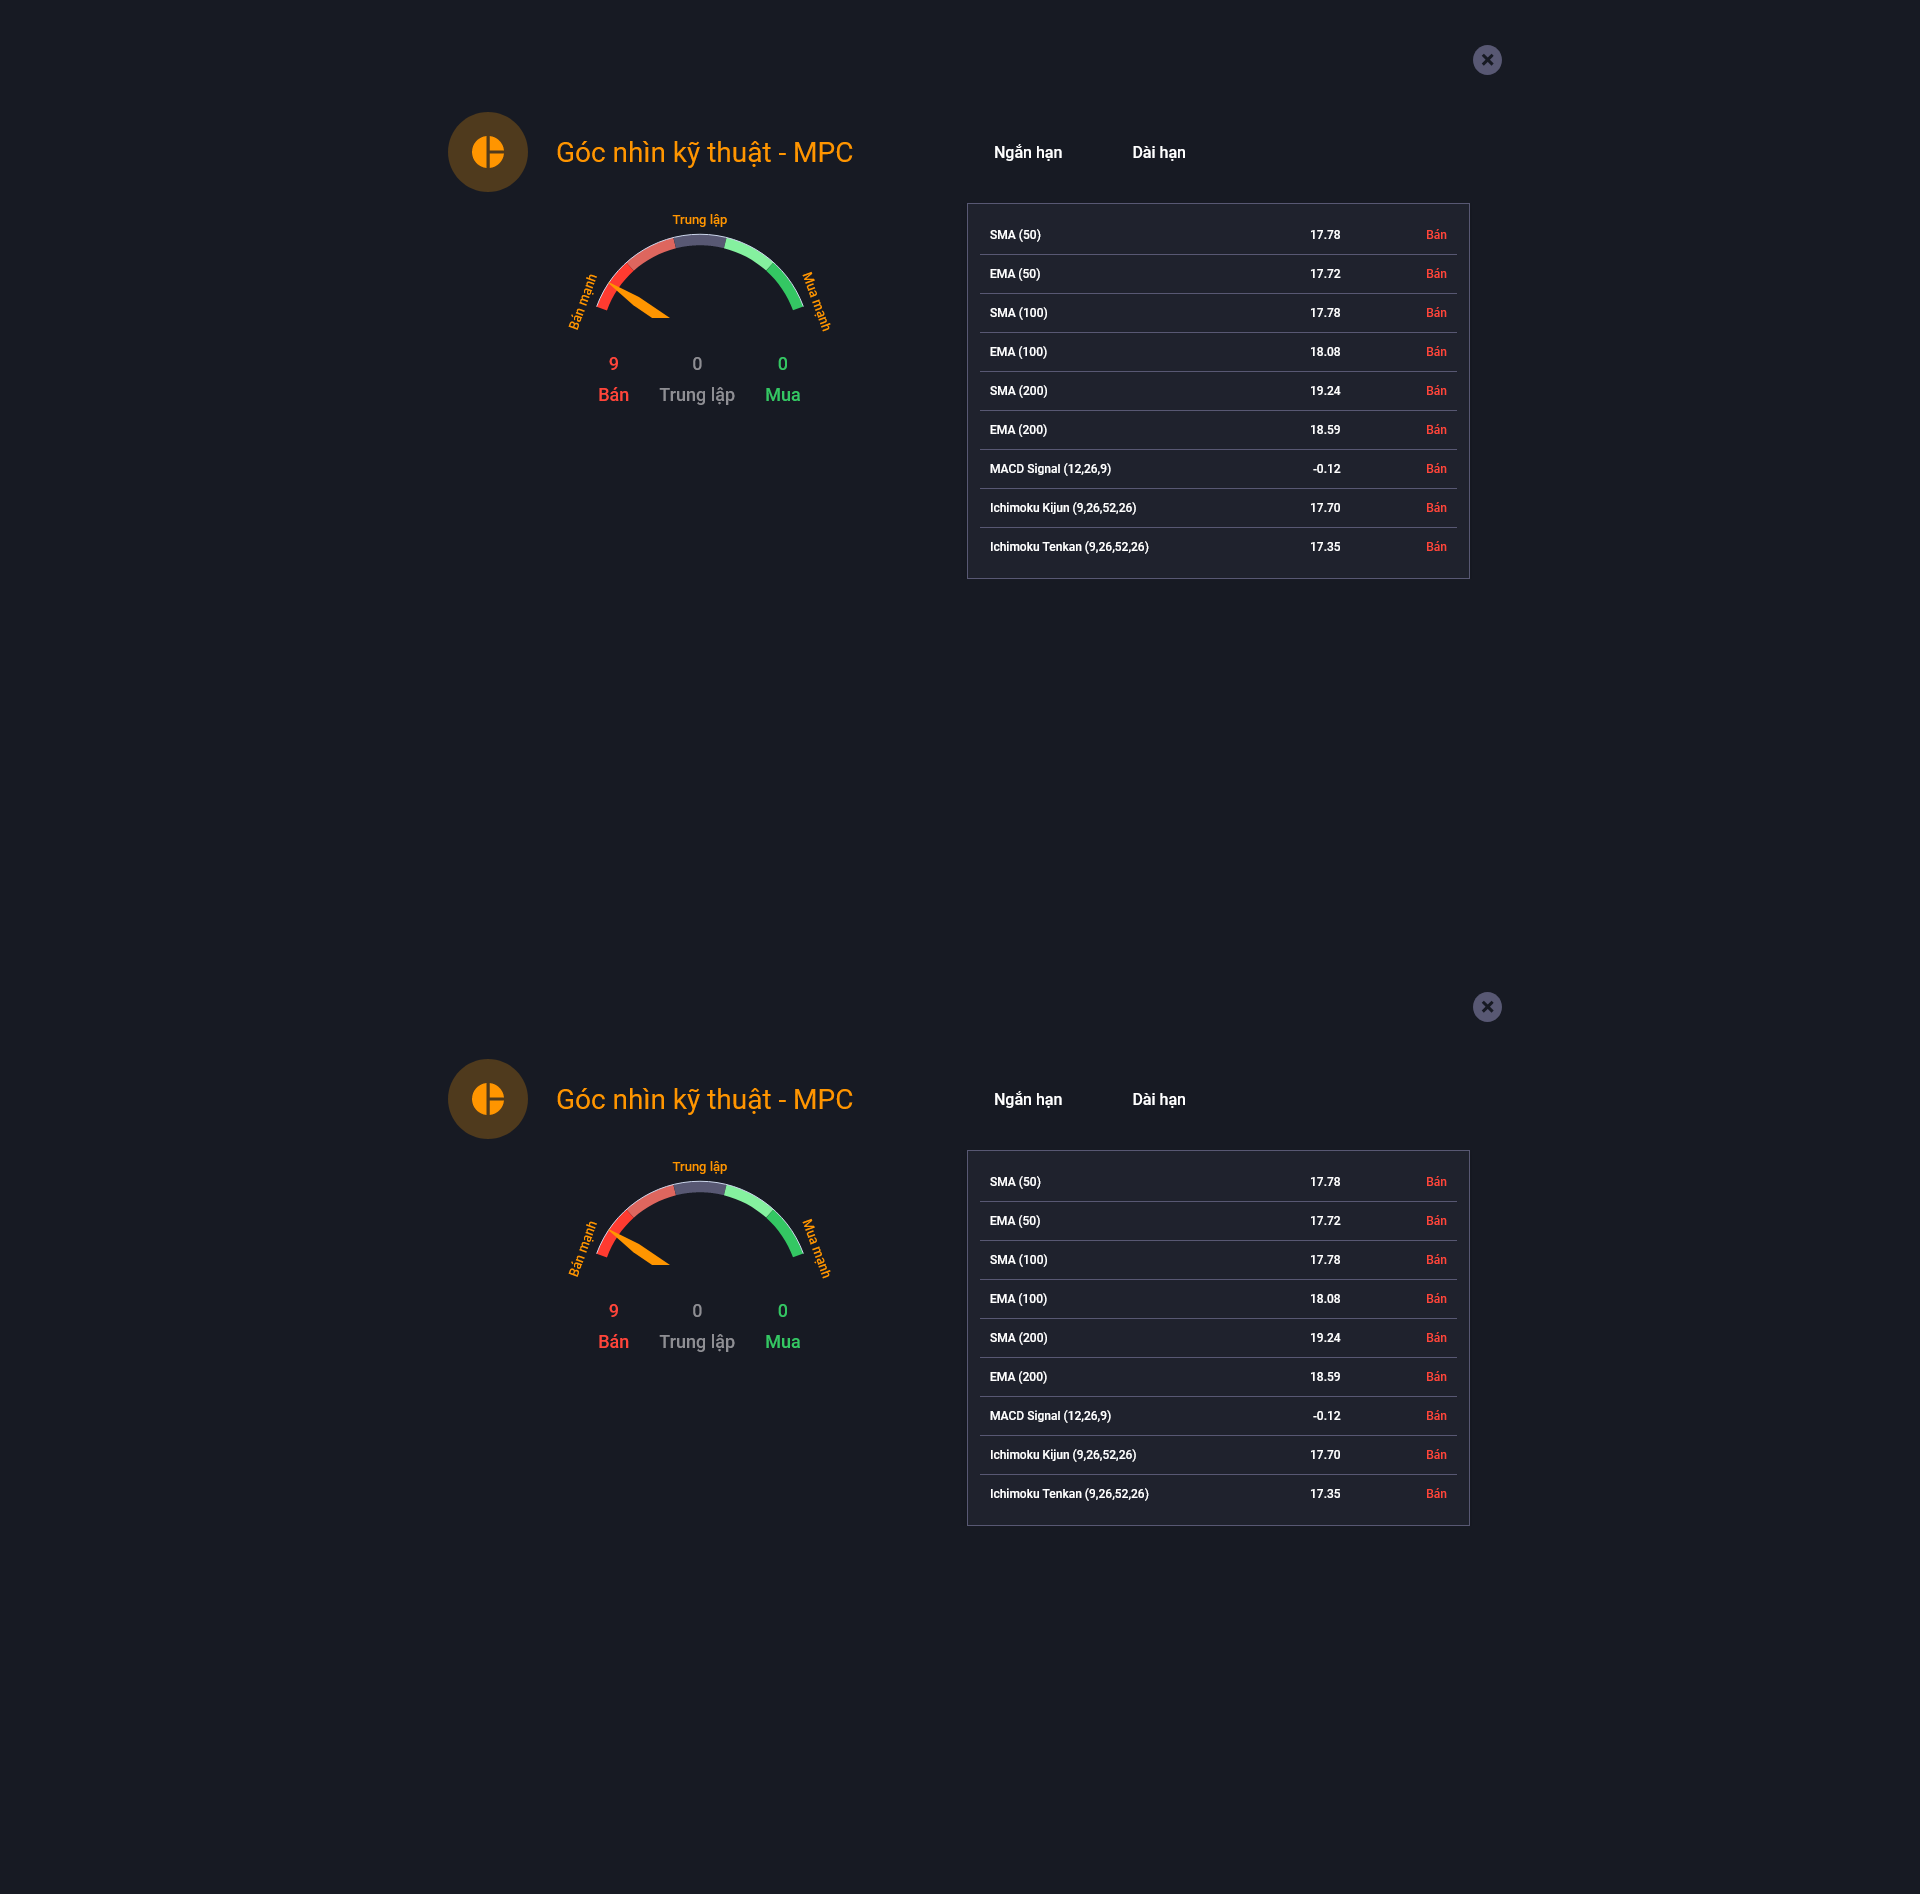 Góc nhìn kỹ thuật - MPC
Ngắn hạn Dài hạn
Trung lập
Bán mạnh
Mua mạnh
9 0 0
Bán Trung lập Mua
SMA (50) 17.78 Bán
EMA (50) 17.72 Bán
SMA (100) 17.78 Bán
EMA (100) 18.08 Bán
SMA (200) 19.24 Bán
EMA (200) 18.59 Bán
MACD Signal (12,26,9) -0.12 Bán
Ichimoku Kijun (9,26,52,26) 17.70 Bán
Ichimoku Tenkan (9,26,52,26) 17.35 Bán
Góc nhìn kỹ thuật - MPC
Ngắn hạn Dài hạn
Trung lập
Bán mạnh
Mua mạnh
9 0 0
Bán Trung lập Mua
SMA (50) 17.78 Bán
EMA (50) 17.72 Bán
SMA (100) 17.78 Bán
EMA (100) 18.08 Bán
SMA (200) 19.24 Bán
EMA (200) 18.59 Bán
MACD Signal (12,26,9) -0.12 Bán
Ichimoku Kijun (9,26,52,26) 17.70 Bán
Ichimoku Tenkan (9,26,52,26) 17.35 Bán